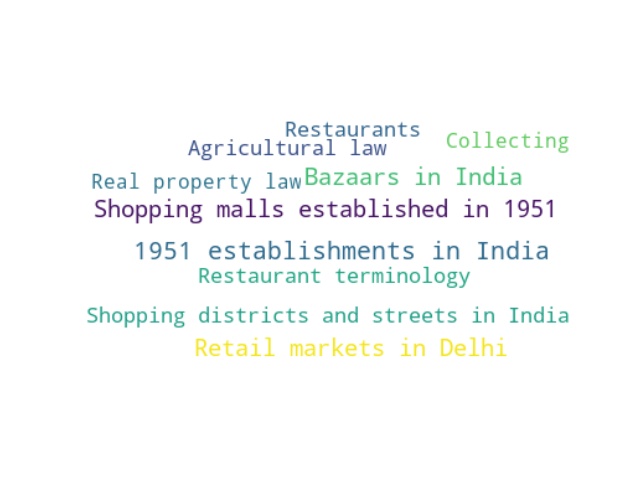 Restaurants
Collecting
Agricultural law
Bazaars in India
Real property law
Shopping malls established in 1951
1951 establishments in India
Restaurant terminology
Shopping districts and streets in India
Retail markets in Delhi